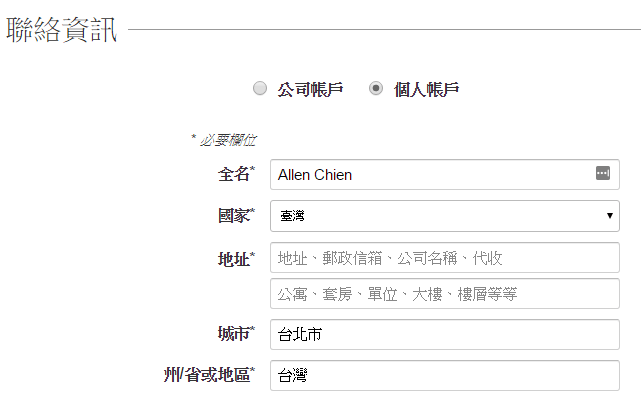 聯絡資訊
公司帳戶 個人帳戶
* 必要欄位
全名* Allen Chien
國家* 臺灣
地址* 地址、郵政信箱、公司名稱、代收
公寓、套房、單位、大樓、樓層等等
城市* 台北市
州/省或地區* 台灣